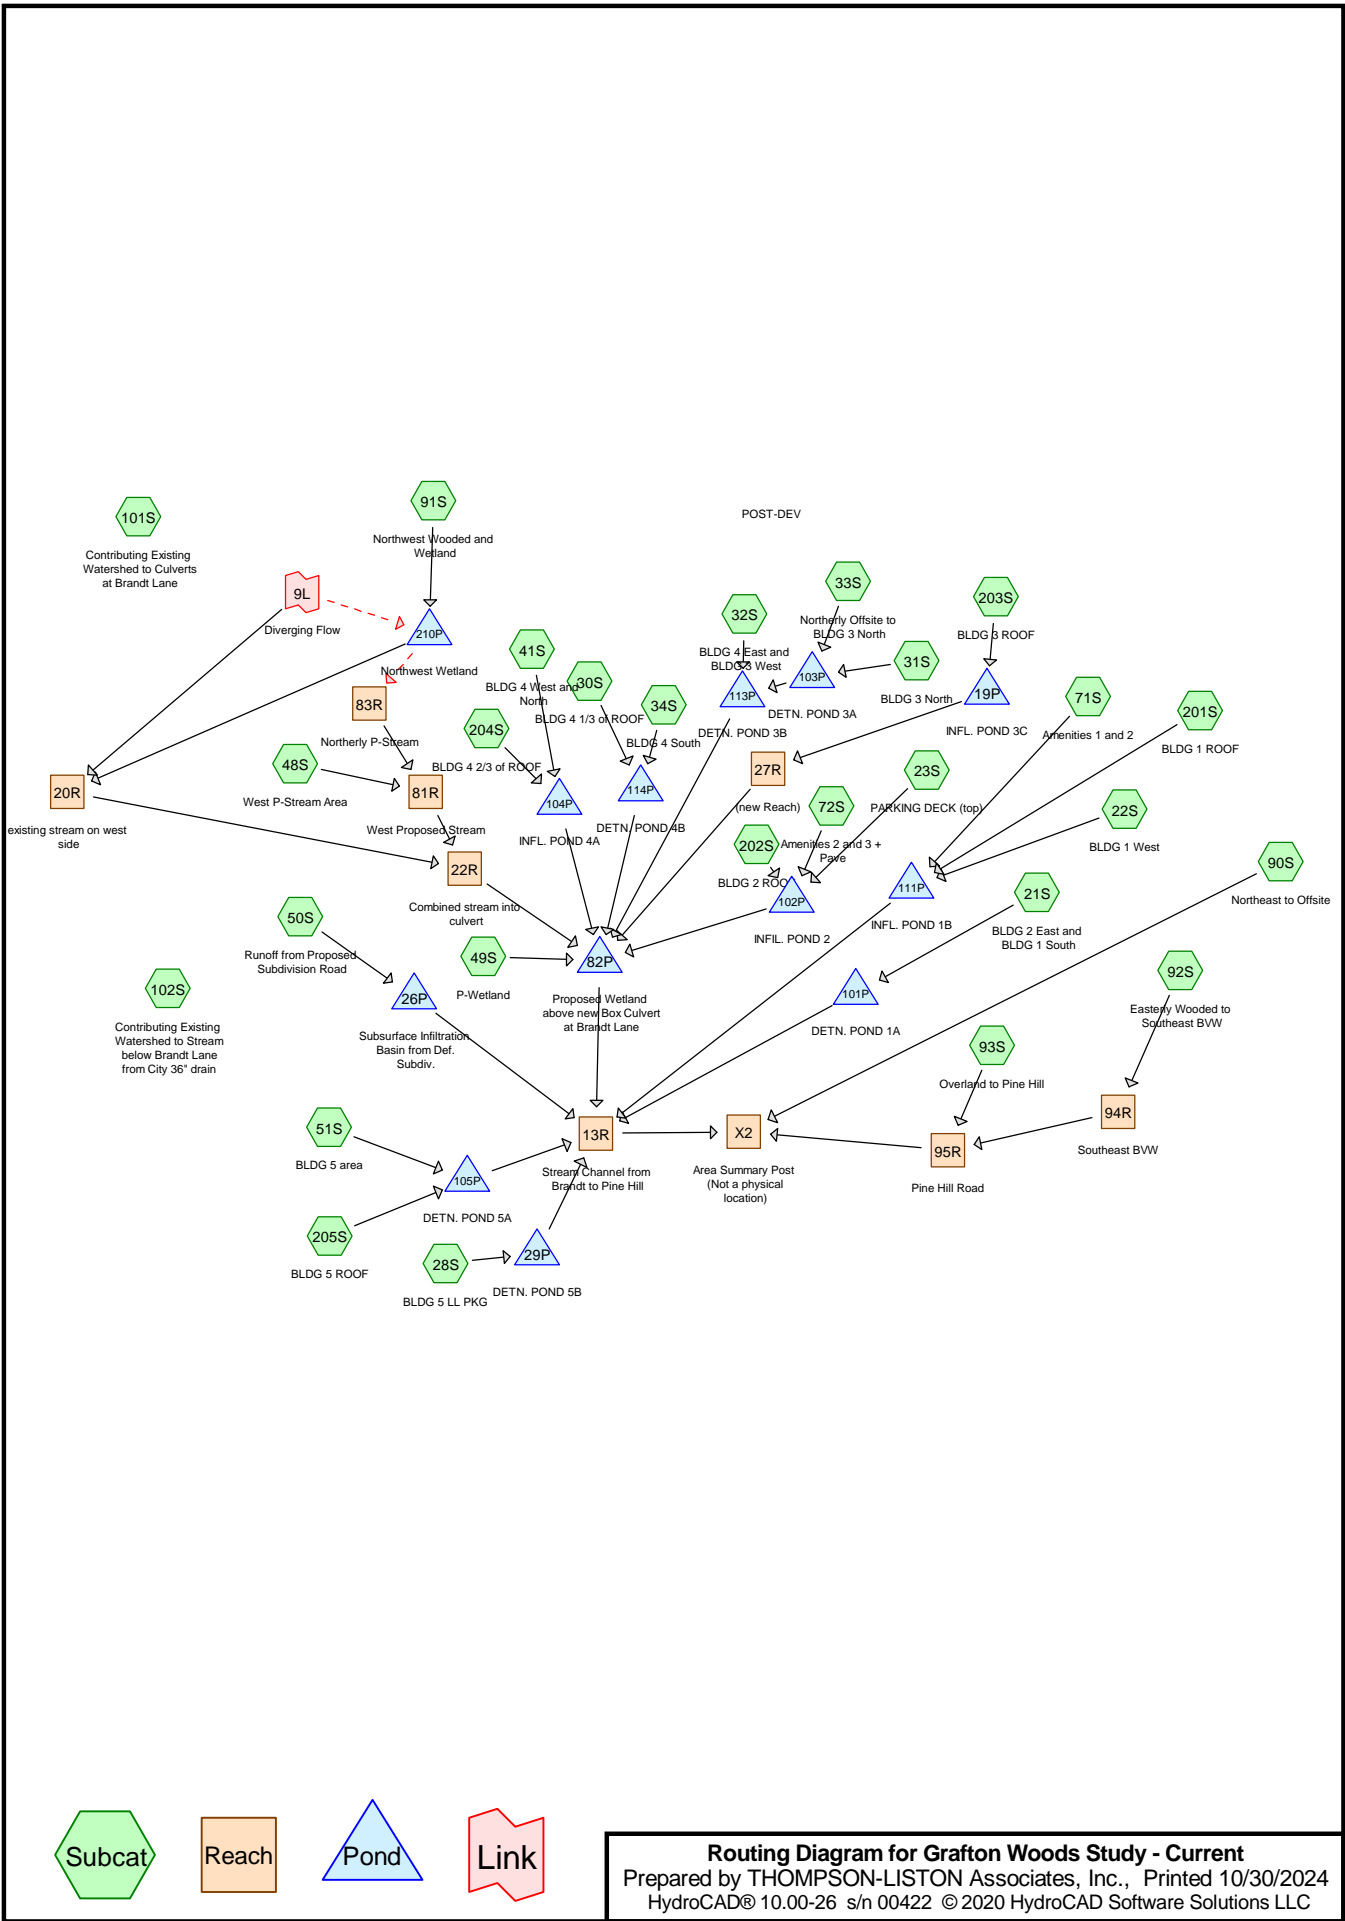 POST-DEV
101S
Contributing Existing
Watershed to Culverts
at Brandt Lane
91S
Northwest Wooded and
Wetland
9L
Diverging Flow
210P
Northwest Wetland
83R
Northerly P-Stream
48S
West P-Stream Area
81R
West Proposed Stream
20R
existing stream on west
side
22R
Combined stream into
culvert
41S
BLDG 4 West and
North
204S
BLDG 4 2/3 of ROOF
104P
INFL. POND 4A
30S
BLDG 4 1/3 of ROOF
34S
BLDG 4 South
114P
DETN. POND 4B
32S
BLDG 4 East and
BLDG 3 West
113P
DETN. POND 3B
33S
Northerly Offsite to
BLDG 3 North
103P
DETN. POND 3A
31S
BLDG 3 North
203S
BLDG 3 ROOF
19P
INFL. POND 3C
27R
(new Reach)
71S
Amenities 1 and 2
201S
BLDG 1 ROOF
22S
BLDG 1 West
111P
INFL. POND 1B
23S
PARKING DECK (top)
72S
Amenities 2 and 3 +
Pave
202S
BLDG 2 ROOF
102P
INFIL. POND 2
21S
BLDG 2 East and
BLDG 1 South
101P
DETN. POND 1A
90S
Northeast to Offsite
92S
Easterly Wooded to
Southeast BVW
94R
Southeast BVW
93S
Overland to Pine Hill
95R
Pine Hill Road
50S
Runoff from Proposed
Subdivision Road
26P
Subsurface Infiltration
Basin from Def.
Subdiv.
49S
P-Wetland
82P
Proposed Wetland
above new Box Culvert
at Brandt Lane
102S
Contributing Existing
Watershed to Stream
below Brandt Lane
from City 36" drain
13R
Stream Channel from
Brandt to Pine Hill
X2
Area Summary Post
(Not a physical
location)
51S
BLDG 5 area
205S
BLDG 5 ROOF
105P
DETN. POND 5A
28S
BLDG 5 LL PKG
29P
DETN. POND 5B
Subcat
Reach
Pond
Link
Routing Diagram for Grafton Woods Study - Current
Prepared by THOMPSON-LISTON Associates, Inc., Printed 10/30/2024
HydroCAD® 10.00-26 s/n 00422 © 2020 HydroCAD Software Solutions LLC